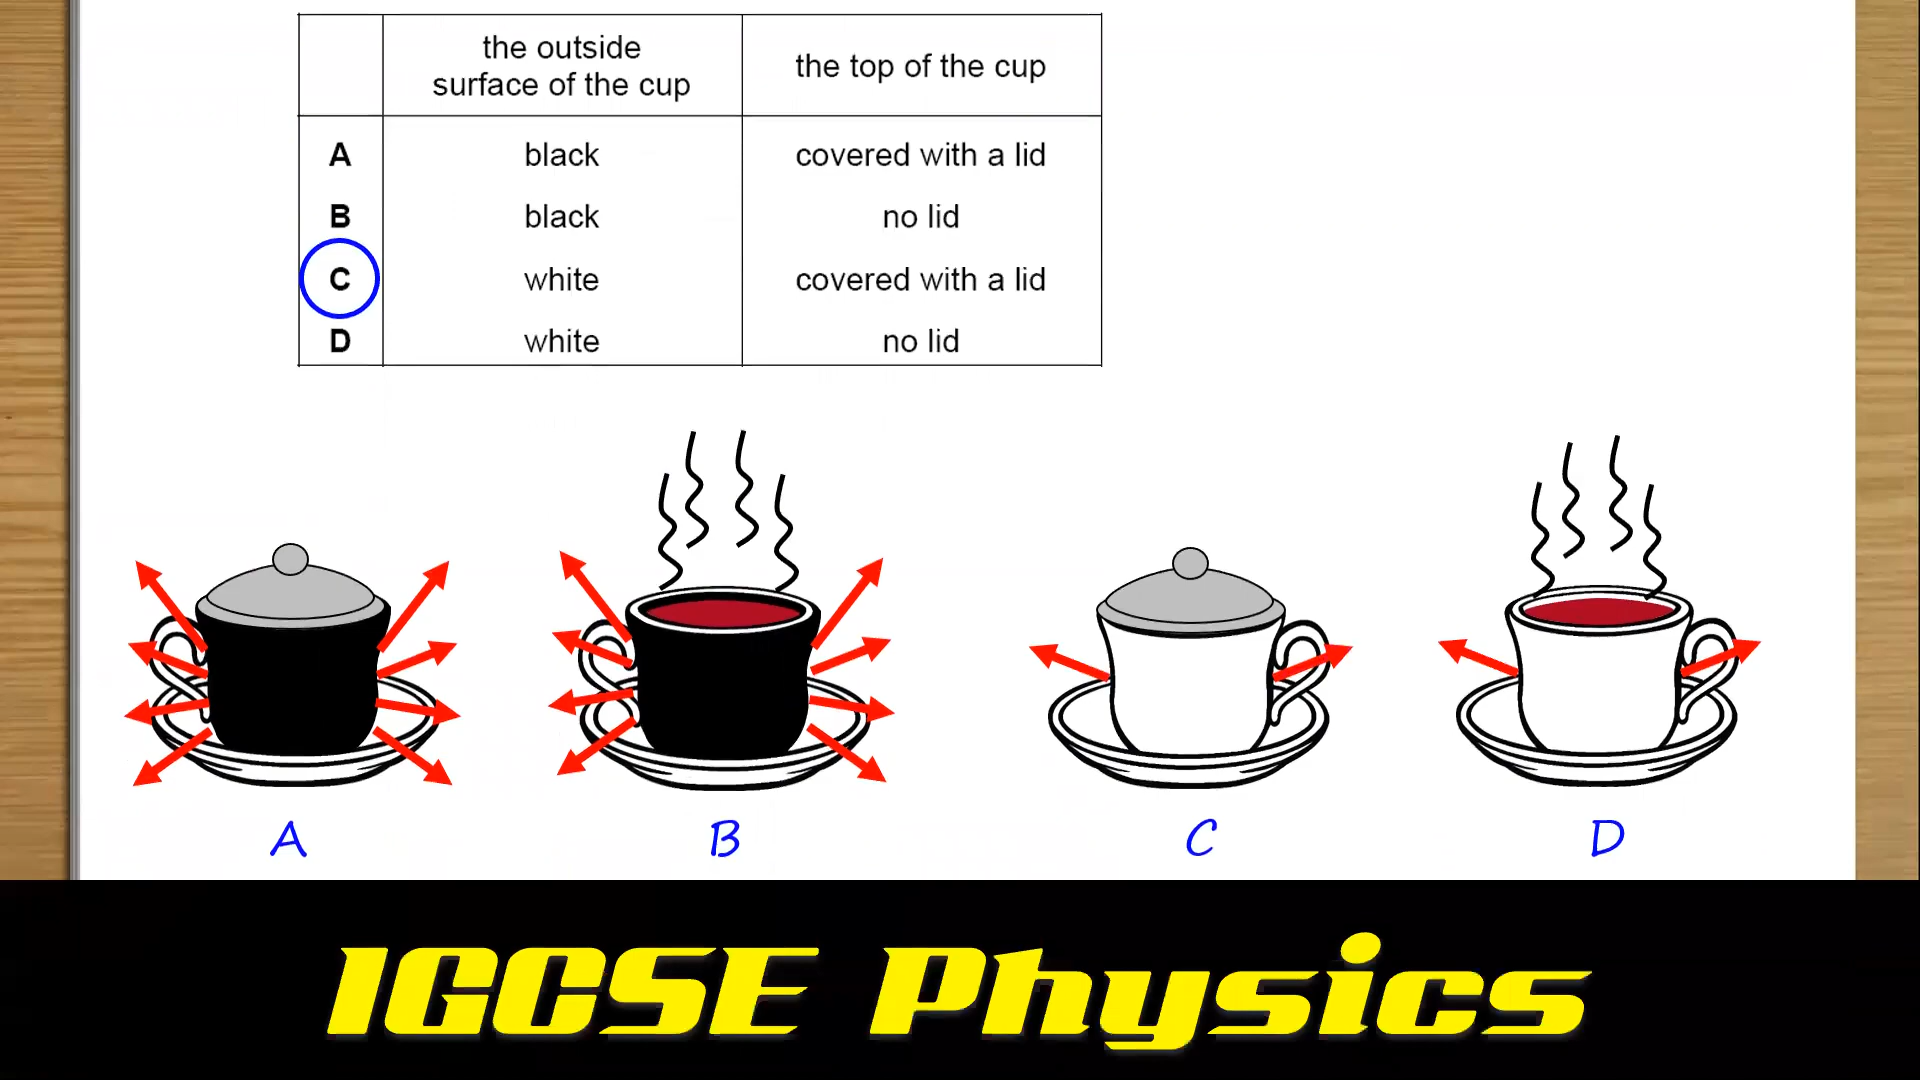 the outside
surface of the cup
the top of the cup
A black covered with a lid
B black no lid
C white covered with a lid
D white no lid
A B C D
IGCSE Physics